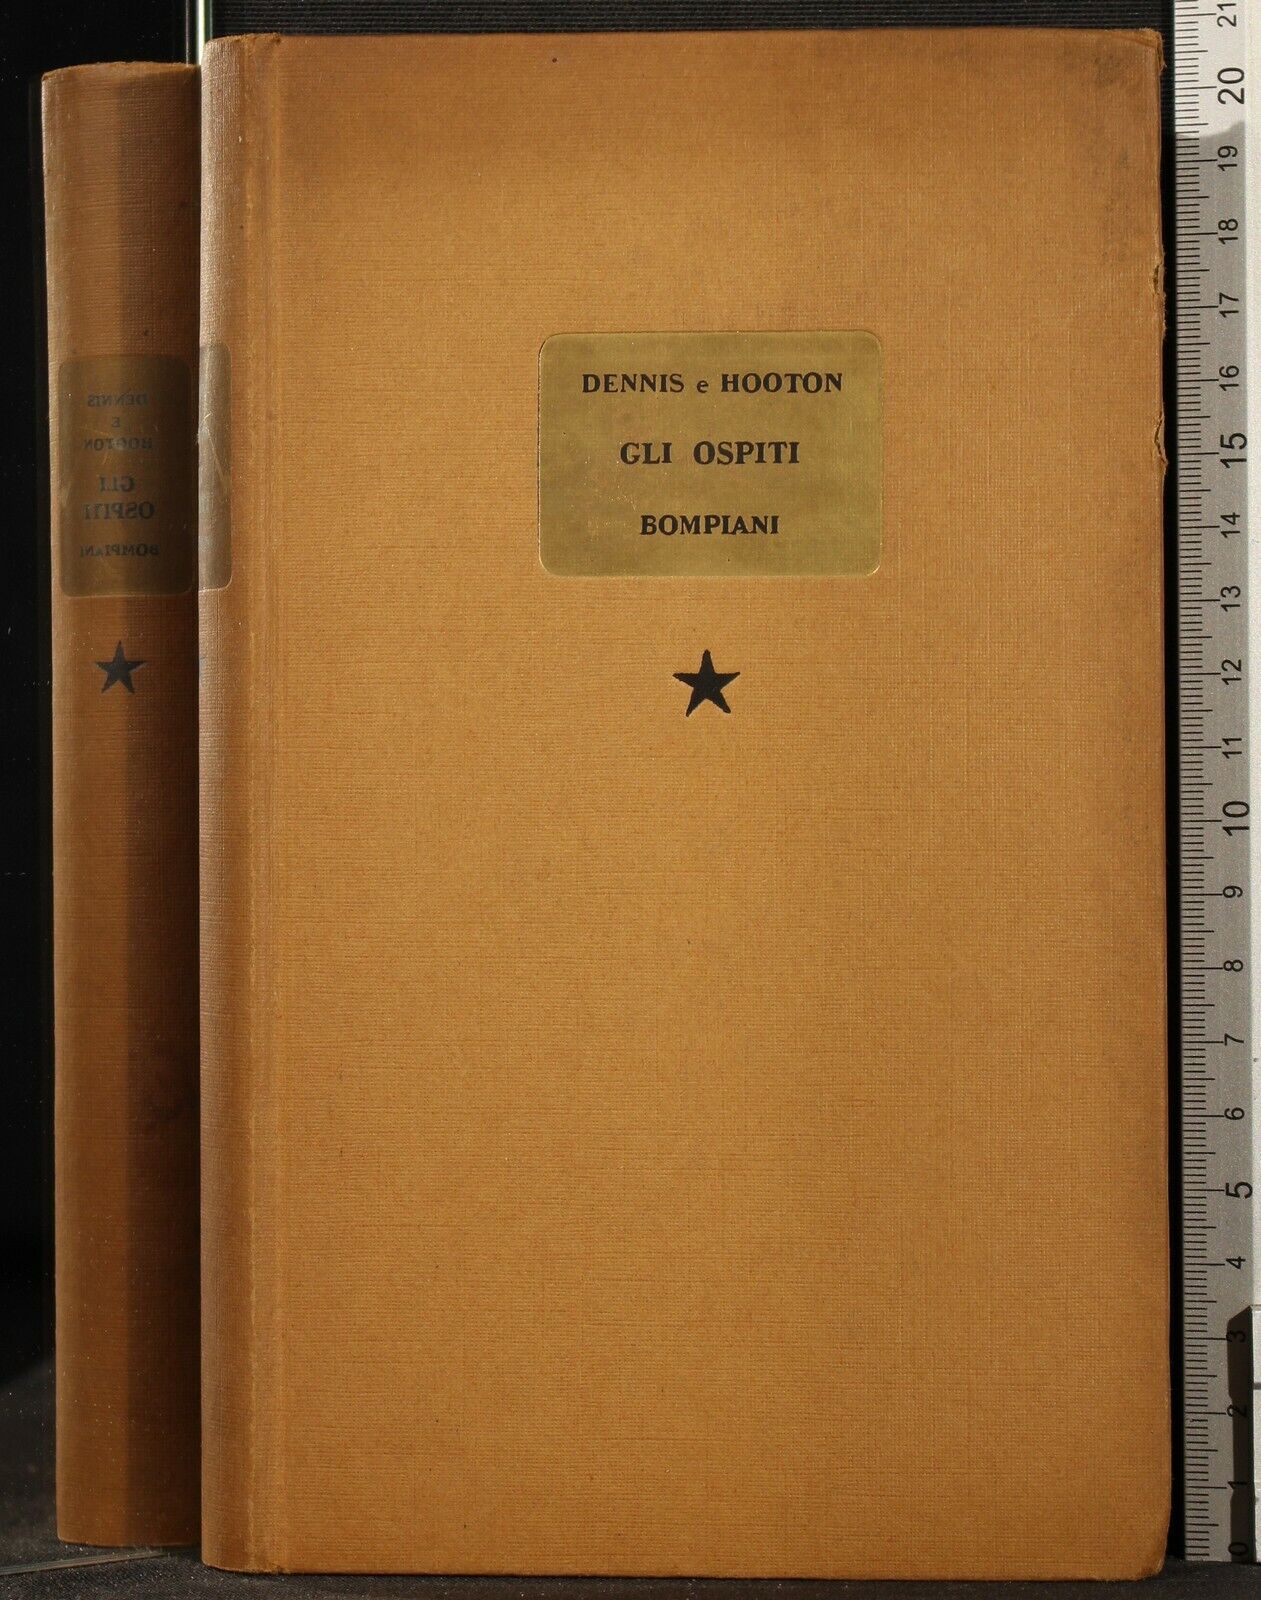 DENNIS e HOOTON
GLI OSPITI
BOMPIANI
DENNIS
E
HOOTON
GLI
OSPITI
BOMPIANI
21
20
19
18
17
16
15
14
13
12
11
10
9
8
7
6
5
4
3
2
1
0